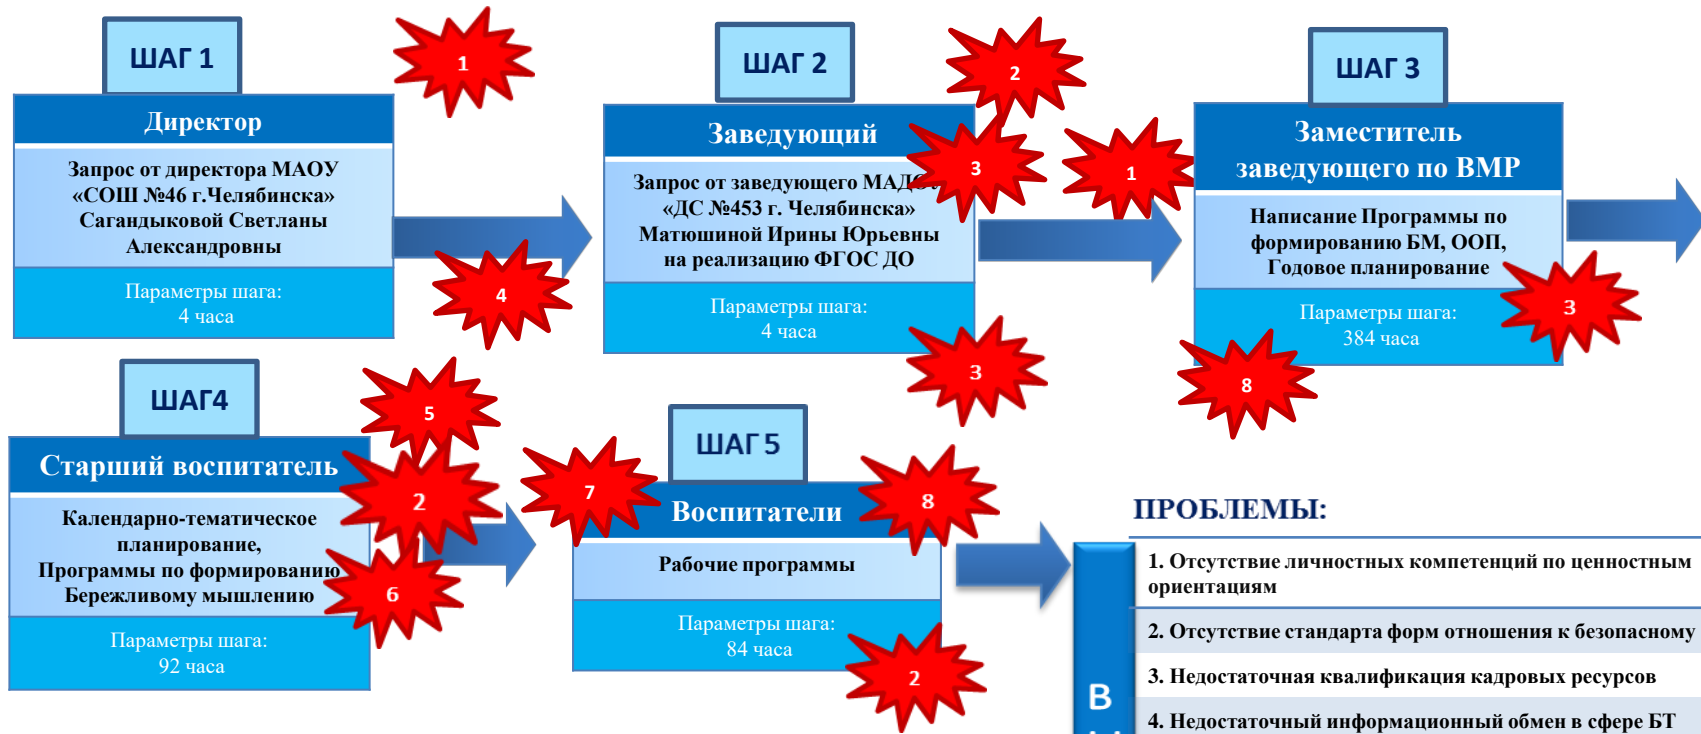 ШАГ 1
1
Директор
Запрос от директора МАОУ
«СОШ №46 г.Челябинска»
Сагандыковой Светланы
Александровны
Параметры шага:
4 часа
4
ШАГ 2
2
Заведующий
3
Запрос от заведующего
«ДС №453 г. Челябинска»
Матюшиной Ирины Юрьевны
на реализацию ФГОС ДО
Параметры шага:
4 часа
3
1
ШАГ 3
Заместитель
заведующего по ВМР
Написание Программы по
формированию БМ, ООП,
Годовое планирование
Параметры шага:
384 часа
3
8
ШАГ4
5
Старший воспитатель
2
Календарно-тематическое
планирование,
Программы по формированию
Бережливому мышлению
6
Параметры шага:
92 часа
ШАГ 5
7
8
Воспитатели
Рабочие программы
Параметры шага:
84 часа
2
ПРОБЛЕМЫ:
1. Отсутствие личностных компетенций по ценностным
ориентациям
2. Отсутствие стандарта форм отношения к безопасному
3. Недостаточная квалификация кадровых ресурсов
4. Недостаточный информационный обмен в сфере БТ
В